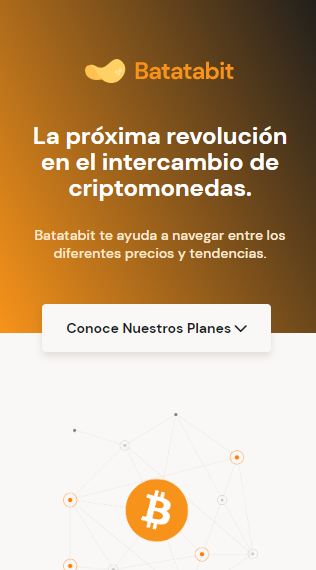 Batatabit
La próxima revolución
en el intercambio de
criptomonedas.
Batatabit te ayuda a navegar entre los
diferentes precios y tendencias.
Conoce Nuestros Planes